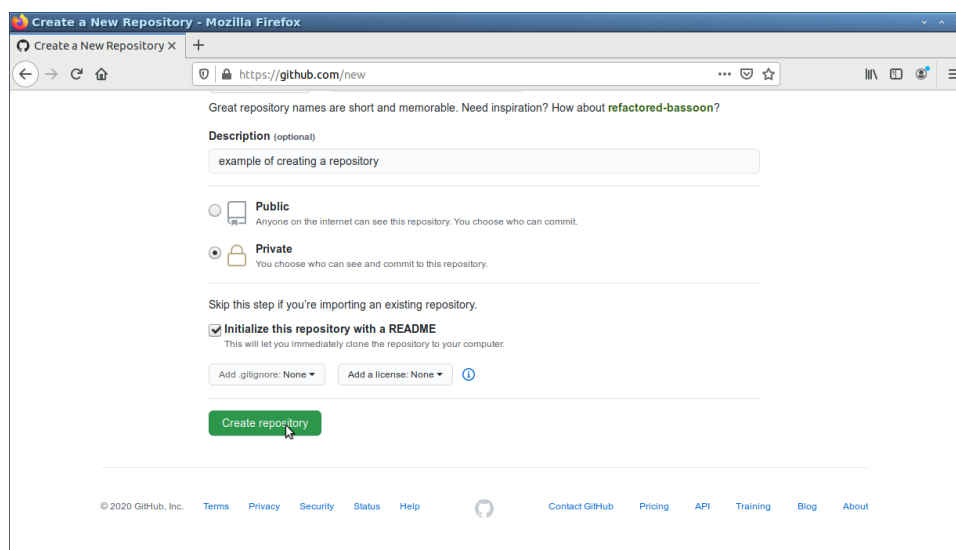 Create a New Repository - Mozilla Firefox
Create a New Repository
https://github.com/new
Great repository names are short and memorable. Need inspiration? How about refactored-bassoon?
Description (optional)
example of creating a repository
Public
Anyone on the internet can see this repository. You choose who can commit.
Private
You choose who can see and commit to this repository.
Skip this step if you're importing an existing repository.
Initialize this repository with a README
This will let you immediately clone the repository to your computer.
Add .gitignore: None Add a license: None
Create repository
© 2020 GitHub, Inc. Terms Privacy Security Status Help Contact GitHub Pricing API Training Blog About